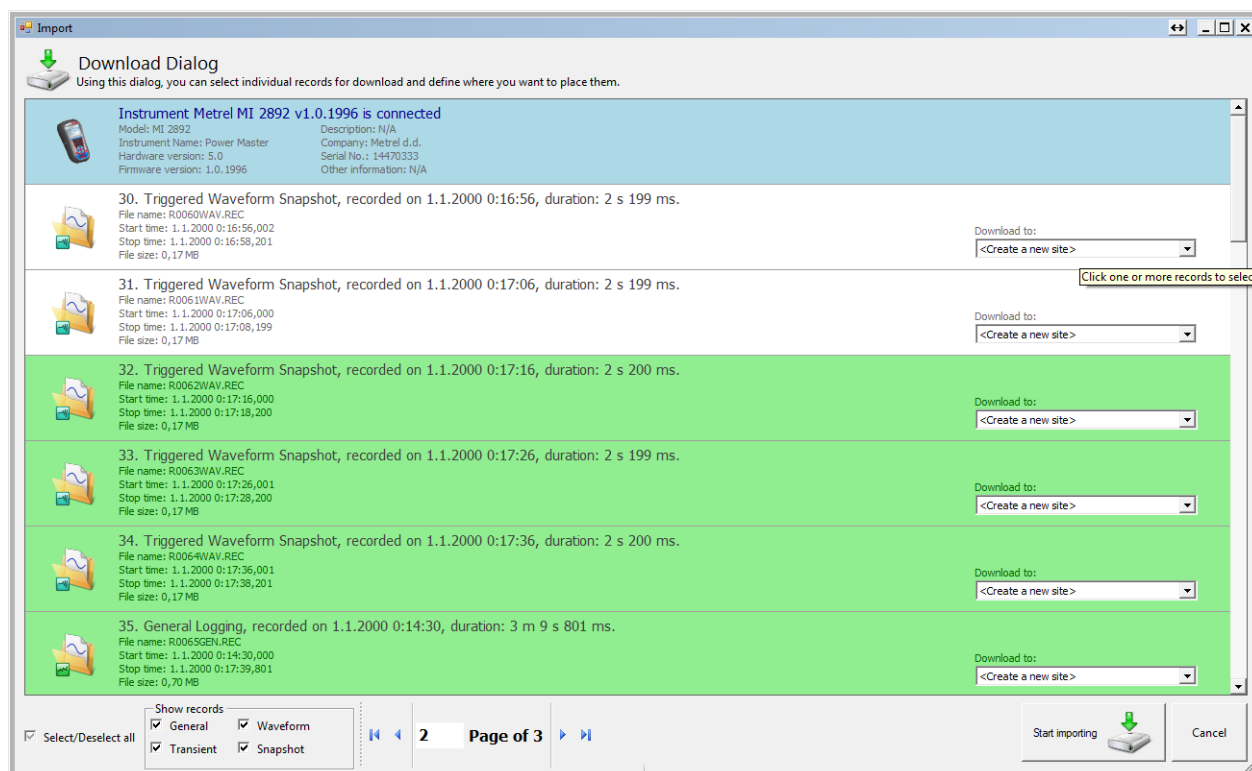 Import
Download Dialog
Using this dialog, you can select individual records for download and define where you want to place them.
Instrument Metrel MI 2892 v1.0.1996 is connected
Model: MI 2892 Description: N/A
Instrument Name: Power Master Company: Metrel d.d.
Hardware version: 5.0 Serial No.: 14470333
Firmware version: 1.0.1996 Other information: N/A
30. Triggered Waveform Snapshot, recorded on 1.1.2000 0:16:56, duration: 2 s 199 ms.
File name: R0060WAV.REC
Start time: 1.1.2000 0:16:56,002
Stop time: 1.1.2000 0:16:58,201
File size: 0,17 MB
Download to:
<Create a new site>
Click one or more records to selec
31. Triggered Waveform Snapshot, recorded on 1.1.2000 0:17:06, duration: 2 s 199 ms.
File name: R0061WAV.REC
Start time: 1.1.2000 0:17:06,000
Stop time: 1.1.2000 0:17:08,199
File size: 0,17 MB
Download to:
<Create a new site>
32. Triggered Waveform Snapshot, recorded on 1.1.2000 0:17:16, duration: 2 s 200 ms.
File name: R0062WAV.REC
Start time: 1.1.2000 0:17:16,000
Stop time: 1.1.2000 0:17:18,200
File size: 0,17 MB
Download to:
<Create a new site>
33. Triggered Waveform Snapshot, recorded on 1.1.2000 0:17:26, duration: 2 s 199 ms.
File name: R0063WAV.REC
Start time: 1.1.2000 0:17:26,001
Stop time: 1.1.2000 0:17:28,200
File size: 0,17 MB
Download to:
<Create a new site>
34. Triggered Waveform Snapshot, recorded on 1.1.2000 0:17:36, duration: 2 s 200 ms.
File name: R0064WAV.REC
Start time: 1.1.2000 0:17:36,001
Stop time: 1.1.2000 0:17:38,201
File size: 0,17 MB
Download to:
<Create a new site>
35. General Logging, recorded on 1.1.2000 0:14:30, duration: 3 m 9 s 801 ms.
File name: R0065GEN.REC
Start time: 1.1.2000 0:14:30,000
Stop time: 1.1.2000 0:17:39,801
File size: 0,70 MB
Download to:
<Create a new site>
Select/Deselect all
Show records
General Waveform
Transient Snapshot
2 Page of 3
Start importing
Cancel